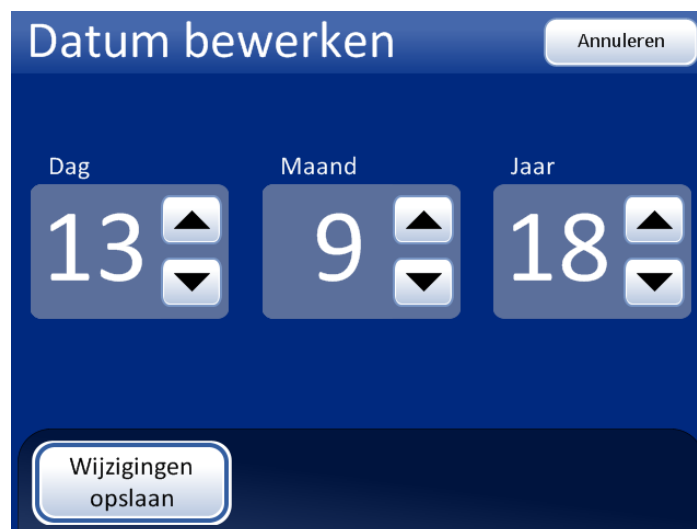 Datum bewerken
Annuleren
Dag
Maand
Jaar
13
9
18
Wijzigingen
opslaan